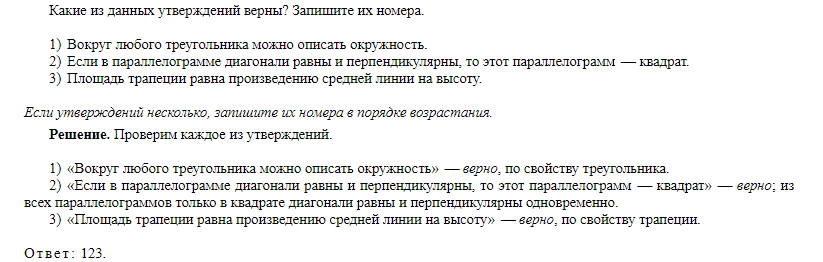 Какие из данных утверждений верны? Запишите их номера.
1) Вокруг любого треугольника можно описать окружность.
2) Если в параллелограмме диагонали равны и перпендикулярны, то этот параллелограмм — квадрат.
3) Площадь трапеции равна произведению средней линии на высоту.
Если утверждений несколько, запишите их номера в порядке возрастания.
Решение. Проверим каждое из утверждений.
1) «Вокруг любого треугольника можно описать окружность» — верно, по свойству треугольника.
2) «Если в параллелограмме диагонали равны и перпендикулярны, то этот параллелограмм — квадрат» — верно; из
всех параллелограммов только в квадрате диагонали равны и перпендикулярны одновременно.
3) «Площадь трапеции равна произведению средней линии на высоту» — верно, по свойству трапеции.
Ответ: 123.